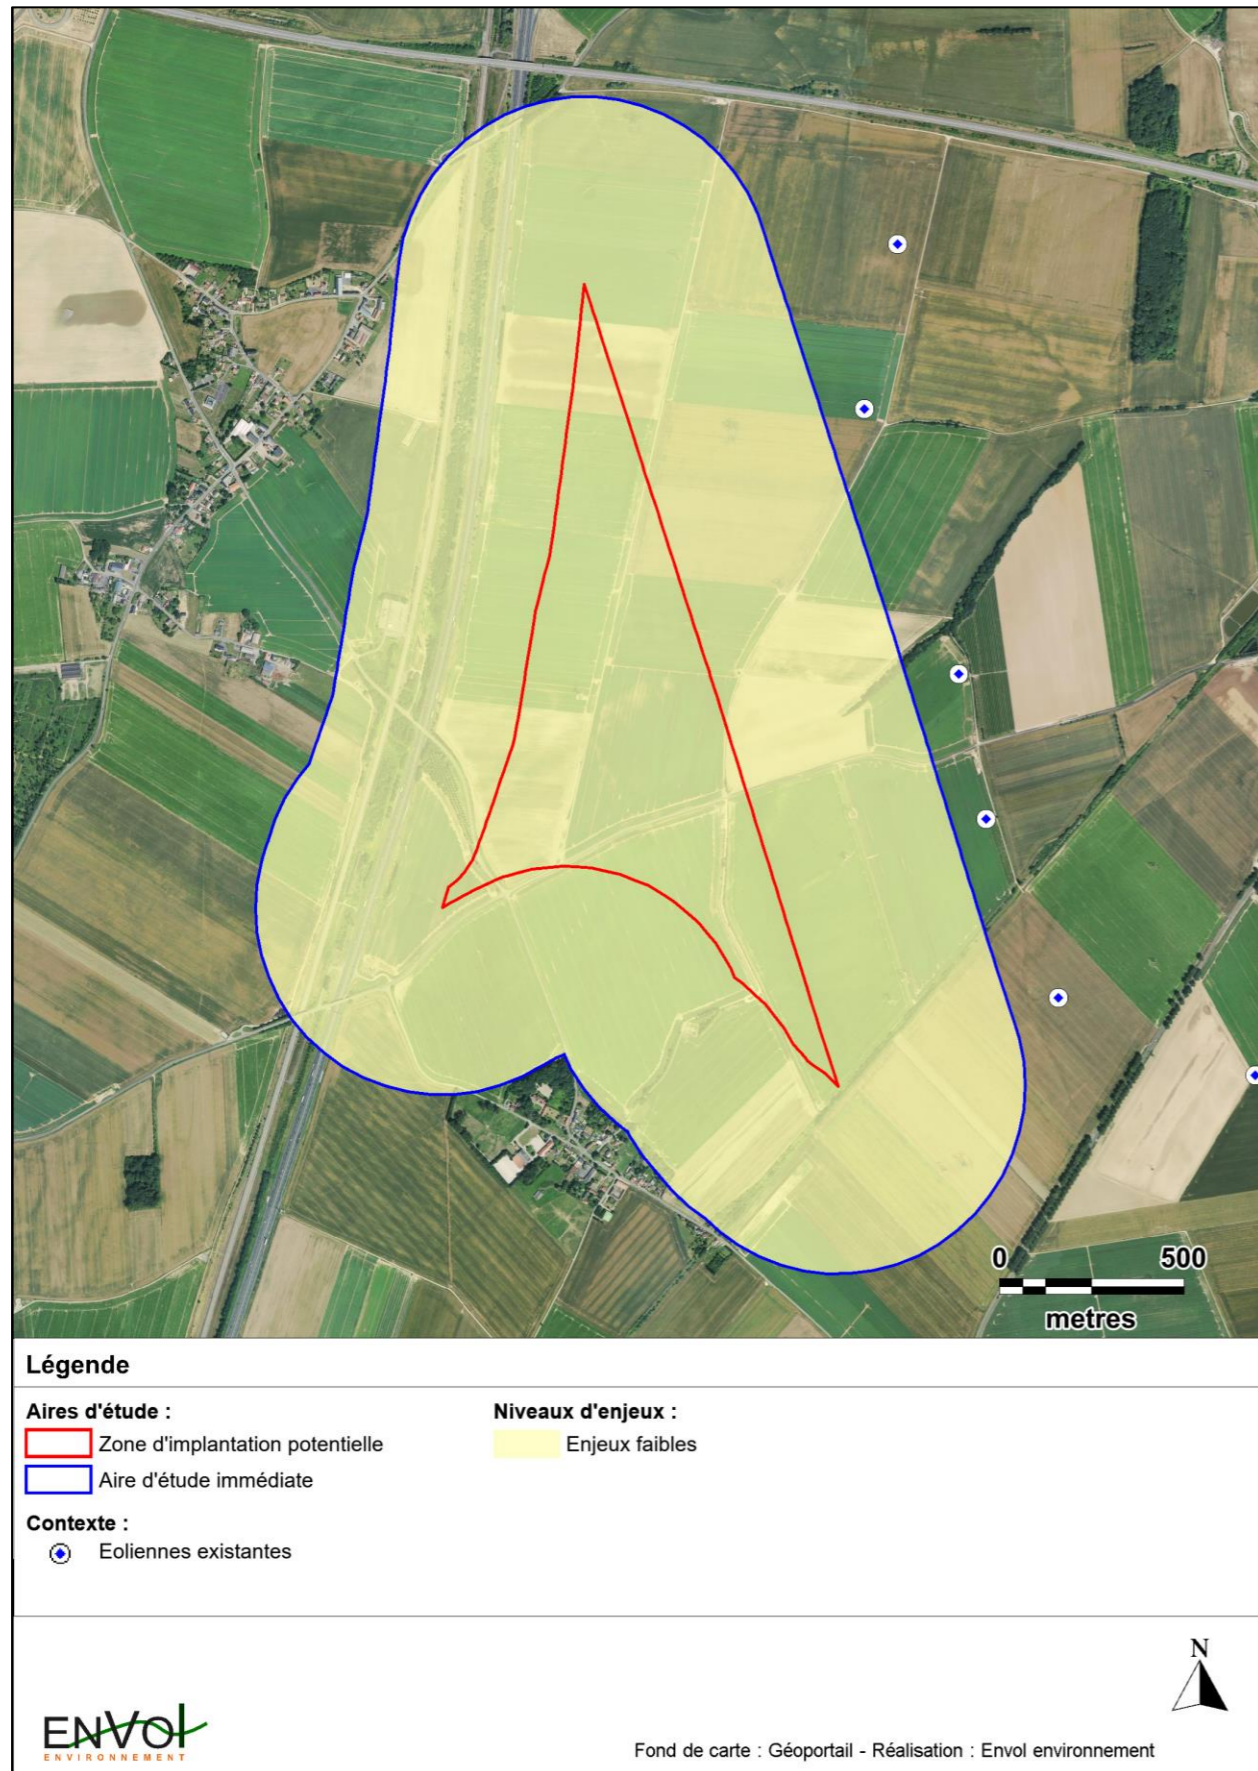 0 500
metres
Légende
Aires d'étude :
Zone d'implantation potentielle
Aire d'étude immédiate
Niveaux d'enjeux :
Enjeux faibles
Contexte :
Eoliennes existantes
N
ENVOl
ENVIRONNEMENT
Fond de carte : Géoportail - Réalisation : Envol environnement